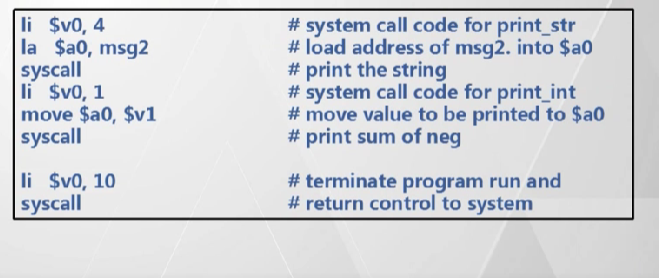 li $v0, 4 # system call code for print_str
la $a0, msg2 # load address of msg2. into $a0
syscall # print the string
li $v0, 1 # system call code for print_int
move $a0, $v1 # move value to be printed to $a0
syscall # print sum of neg
li $v0, 10 # terminate program run and
syscall # return control to system